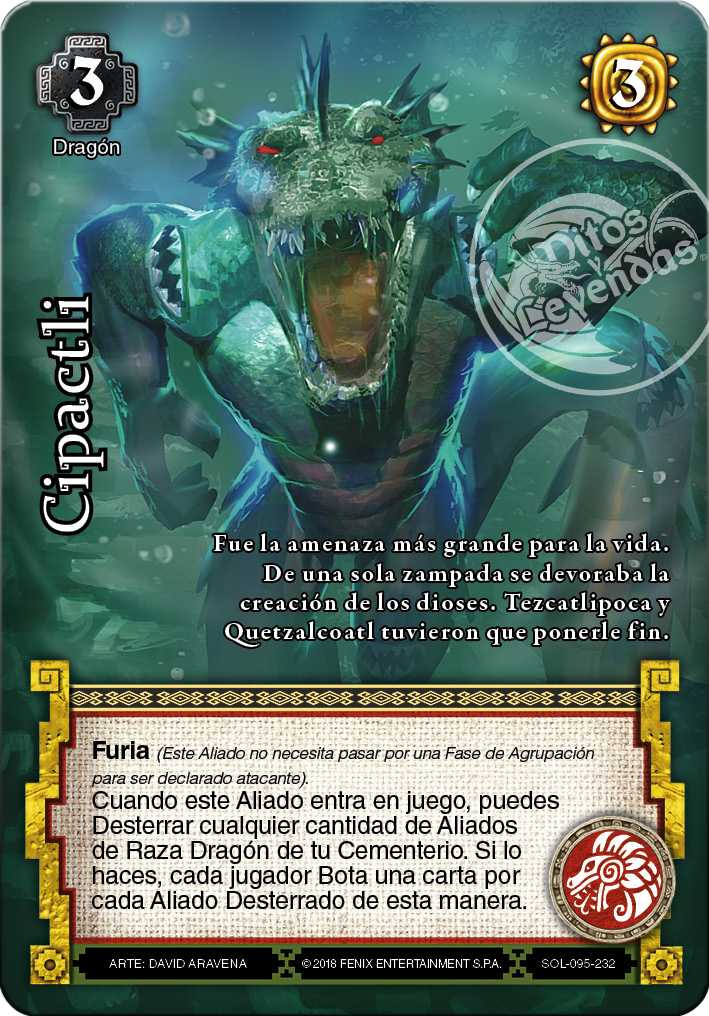 3
Dragón
3
Mitos
y
Leyendas
Cipactli
Fue la amenaza más grande para la vida.
De una sola zampada se devoraba la
creación de los dioses. Tezcatlipoca y
Quetzalcoatl tuvieron que ponerle fin.
Furia (Este Aliado no necesita pasar por una Fase de Agrupación
para ser declarado atacante).
Cuando este Aliado entra en juego, puedes
Desterrar cualquier cantidad de Aliados
de Raza Dragón de tu Cementerio. Si lo
haces, cada jugador Bota una carta por
cada Aliado Desterrado de esta manera.
ARTE: DAVID ARAVENA
©2018 FENIX ENTERTAINMENT S.P.A.
SOL-095-232